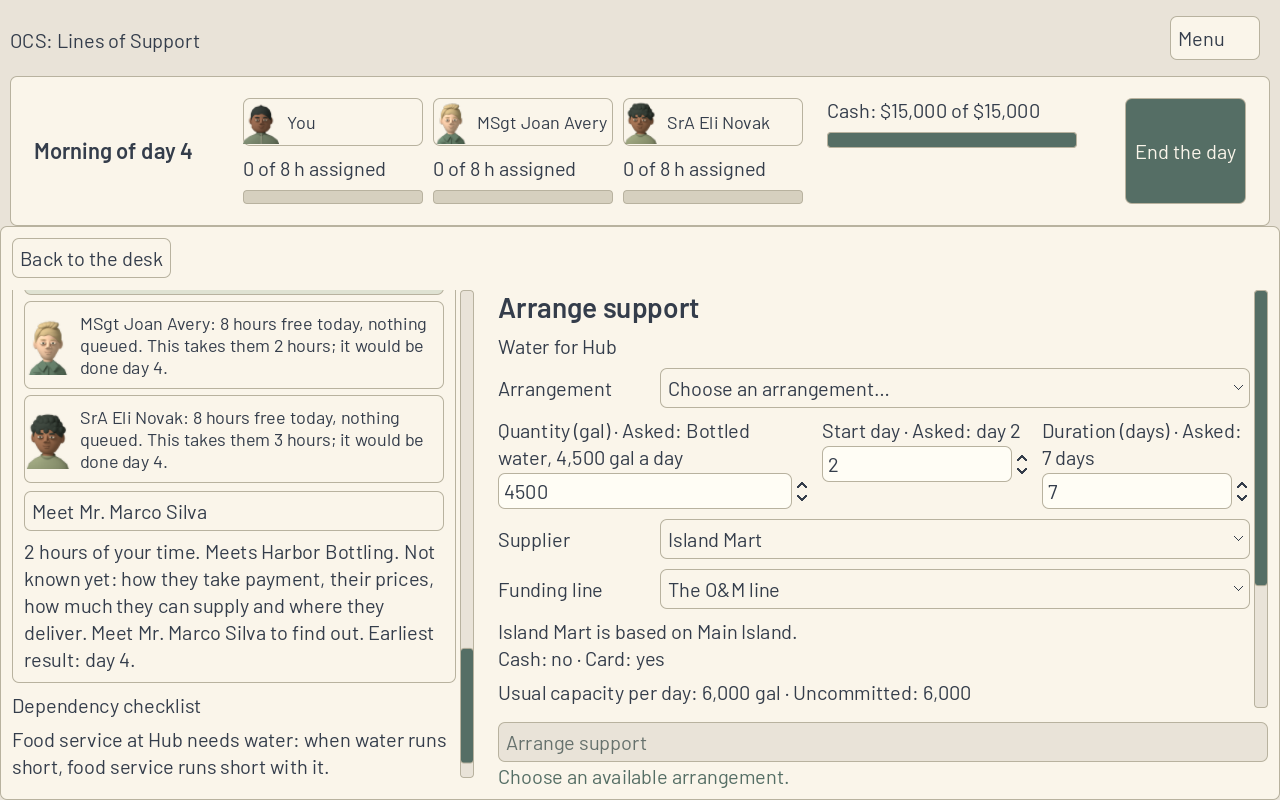 OCS: Lines of Support
Menu
Morning of day 4
You
0 of 8 h assigned
MSgt Joan Avery
0 of 8 h assigned
SrA Eli Novak
0 of 8 h assigned
Cash: $15,000 of $15,000
End the day
Back to the desk
MSgt Joan Avery: 8 hours free today, nothing
queued. This takes them 2 hours; it would be
done day 4.
SrA Eli Novak: 8 hours free today, nothing
queued. This takes them 3 hours; it would be
done day 4.
Meet Mr. Marco Silva
2 hours of your time. Meets Harbor Bottling. Not
known yet: how they take payment, their prices,
how much they can supply and where they
deliver. Meet Mr. Marco Silva to find out. Earliest
result: day 4.
Dependency checklist
Food service at Hub needs water: when water runs
short, food service runs short with it.
Arrange support
Water for Hub
Arrangement
Choose an arrangement...
Quantity (gal) · Asked: Bottled
water, 4,500 gal a day
4500
Start day · Asked: day 2
2
Duration (days) · Asked:
7 days
7
Supplier
Island Mart
Funding line
The O&M line
Island Mart is based on Main Island.
Cash: no · Card: yes
Usual capacity per day: 6,000 gal · Uncommitted: 6,000
Arrange support
Choose an available arrangement.